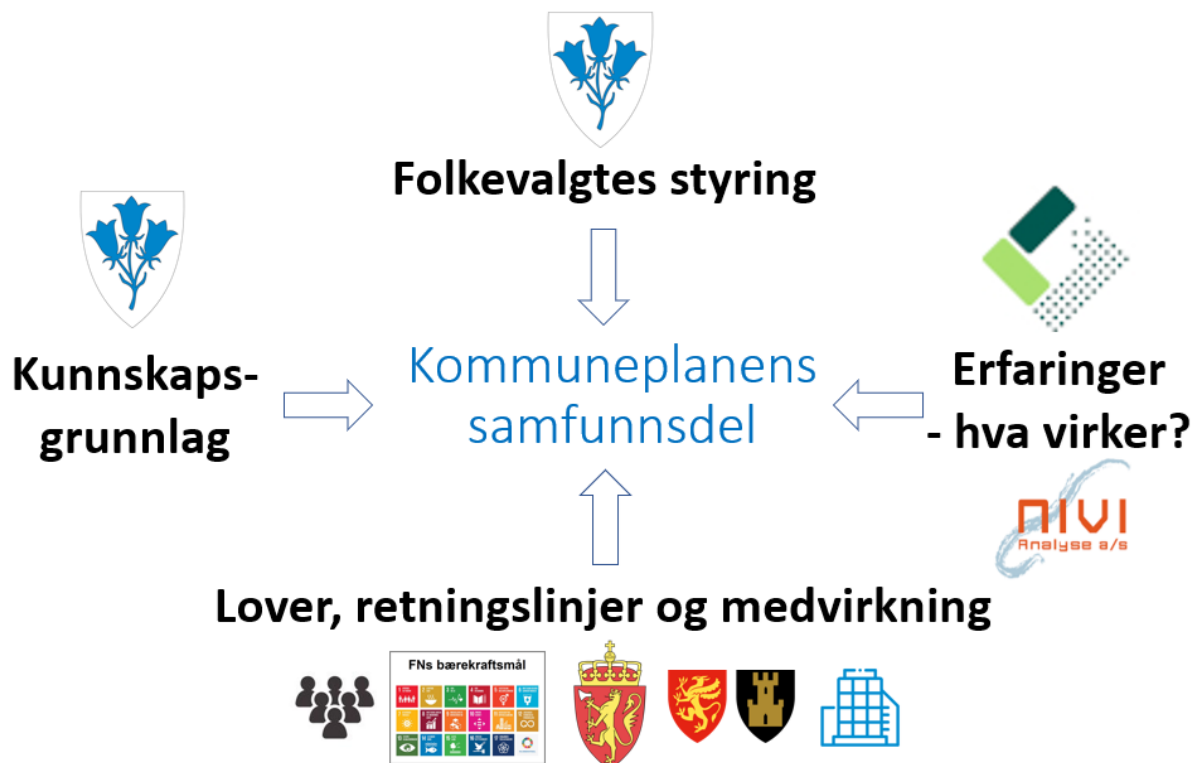 Folkevalgtes styring
Kunnskaps-
grunnlag
Kommuneplanens
samfunnsdel
Erfaringer
- hva virker?
NIVI
Analyse a/s
Lover, retningslinjer og medvirkning
FNs bærekraftsmål